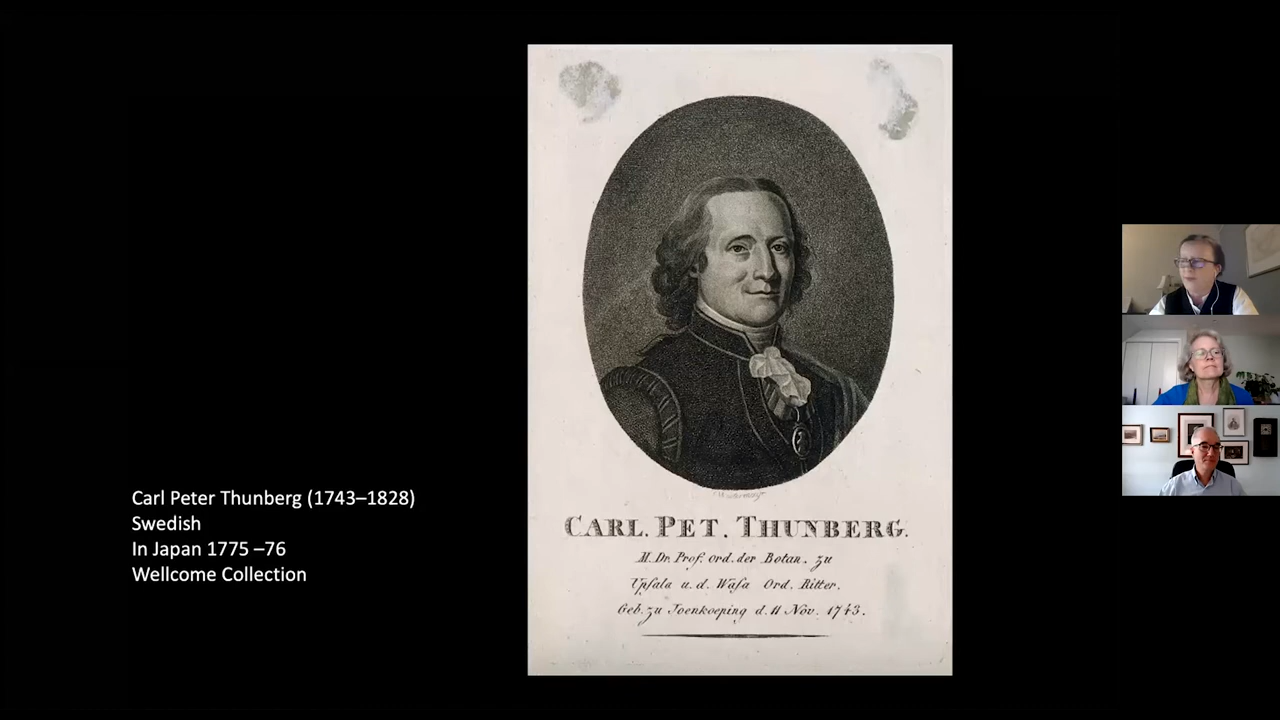 Carl Peter Thunberg (1743–1828)
Swedish
In Japan 1775 –76
Wellcome Collection
CARL. PET. THUNBERG.
M. Dr. Prof. ord. der Botan. zu
Upsala u. d. Wasa Ord. Ritter.
Geb. zu Joenkoeping d. 11 Nov. 1743.